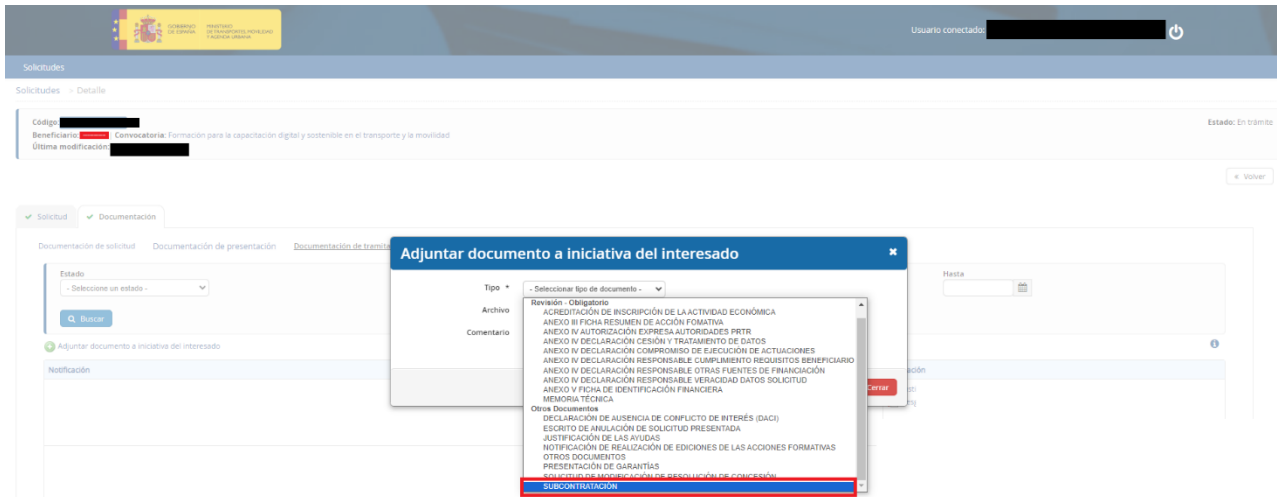 GOBIERNO DE ESPAÑA
MINISTERIO DE TRANSPORTES, MOVILIDAD Y AGENDA URBANA
Usuario conectado:
Solicitudes
Solicitudes > Detalle
Código:
Beneficiario: Convocatoria: Formación para la capacitación digital y sostenible en el transporte y la movilidad
Estado: En trámite
Última modificación:
« Volver
Solicitud Documentación
Documentación de solicitud Documentación de presentación Documentación de tramita
Adjuntar documento a iniciativa del interesado
Estado
- Seleccione un estado -
Hasta
Tipo * - Seleccionar tipo de documento -
Archivo
Comentario
Revisión - Obligatorio
ACREDITACIÓN DE INSCRIPCIÓN DE LA ACTIVIDAD ECONÓMICA
ANEXO III FICHA RESUMEN DE ACCIÓN FOMATIVA
ANEXO IV AUTORIZACIÓN EXPRESA AUTORIDADES PRTR
ANEXO IV DECLARACIÓN CESIÓN Y TRATAMIENTO DE DATOS
ANEXO IV DECLARACIÓN COMPROMISO DE EJECUCIÓN DE ACTUACIONES
ANEXO IV DECLARACIÓN RESPONSABLE CUMPLIMIENTO REQUISITOS BENEFICIARIO
ANEXO IV DECLARACIÓN RESPONSABLE OTRAS FUENTES DE FINANCIACIÓN
ANEXO IV DECLARACIÓN RESPONSABLE VERACIDAD DATOS SOLICITUD
ANEXO V FICHA DE IDENTIFICACIÓN FINANCIERA
MEMORIA TÉCNICA
Otros Documentos
DECLARACIÓN DE AUSENCIA DE CONFLICTO DE INTERÉS (DACI)
ESCRITO DE ANULACIÓN DE SOLICITUD PRESENTADA
JUSTIFICACIÓN DE LAS AYUDAS
NOTIFICACIÓN DE REALIZACIÓN DE EDICIONES DE LAS ACCIONES FORMATIVAS
OTROS DOCUMENTOS
PRESENTACIÓN DE GARANTÍAS
SOLICITUD DE MODIFICACIÓN DE RESOLUCIÓN DE CONCESIÓN
SUBCONTRATACIÓN
Cerrar
Buscar
Adjuntar documento a iniciativa del interesado
Notificación
ación